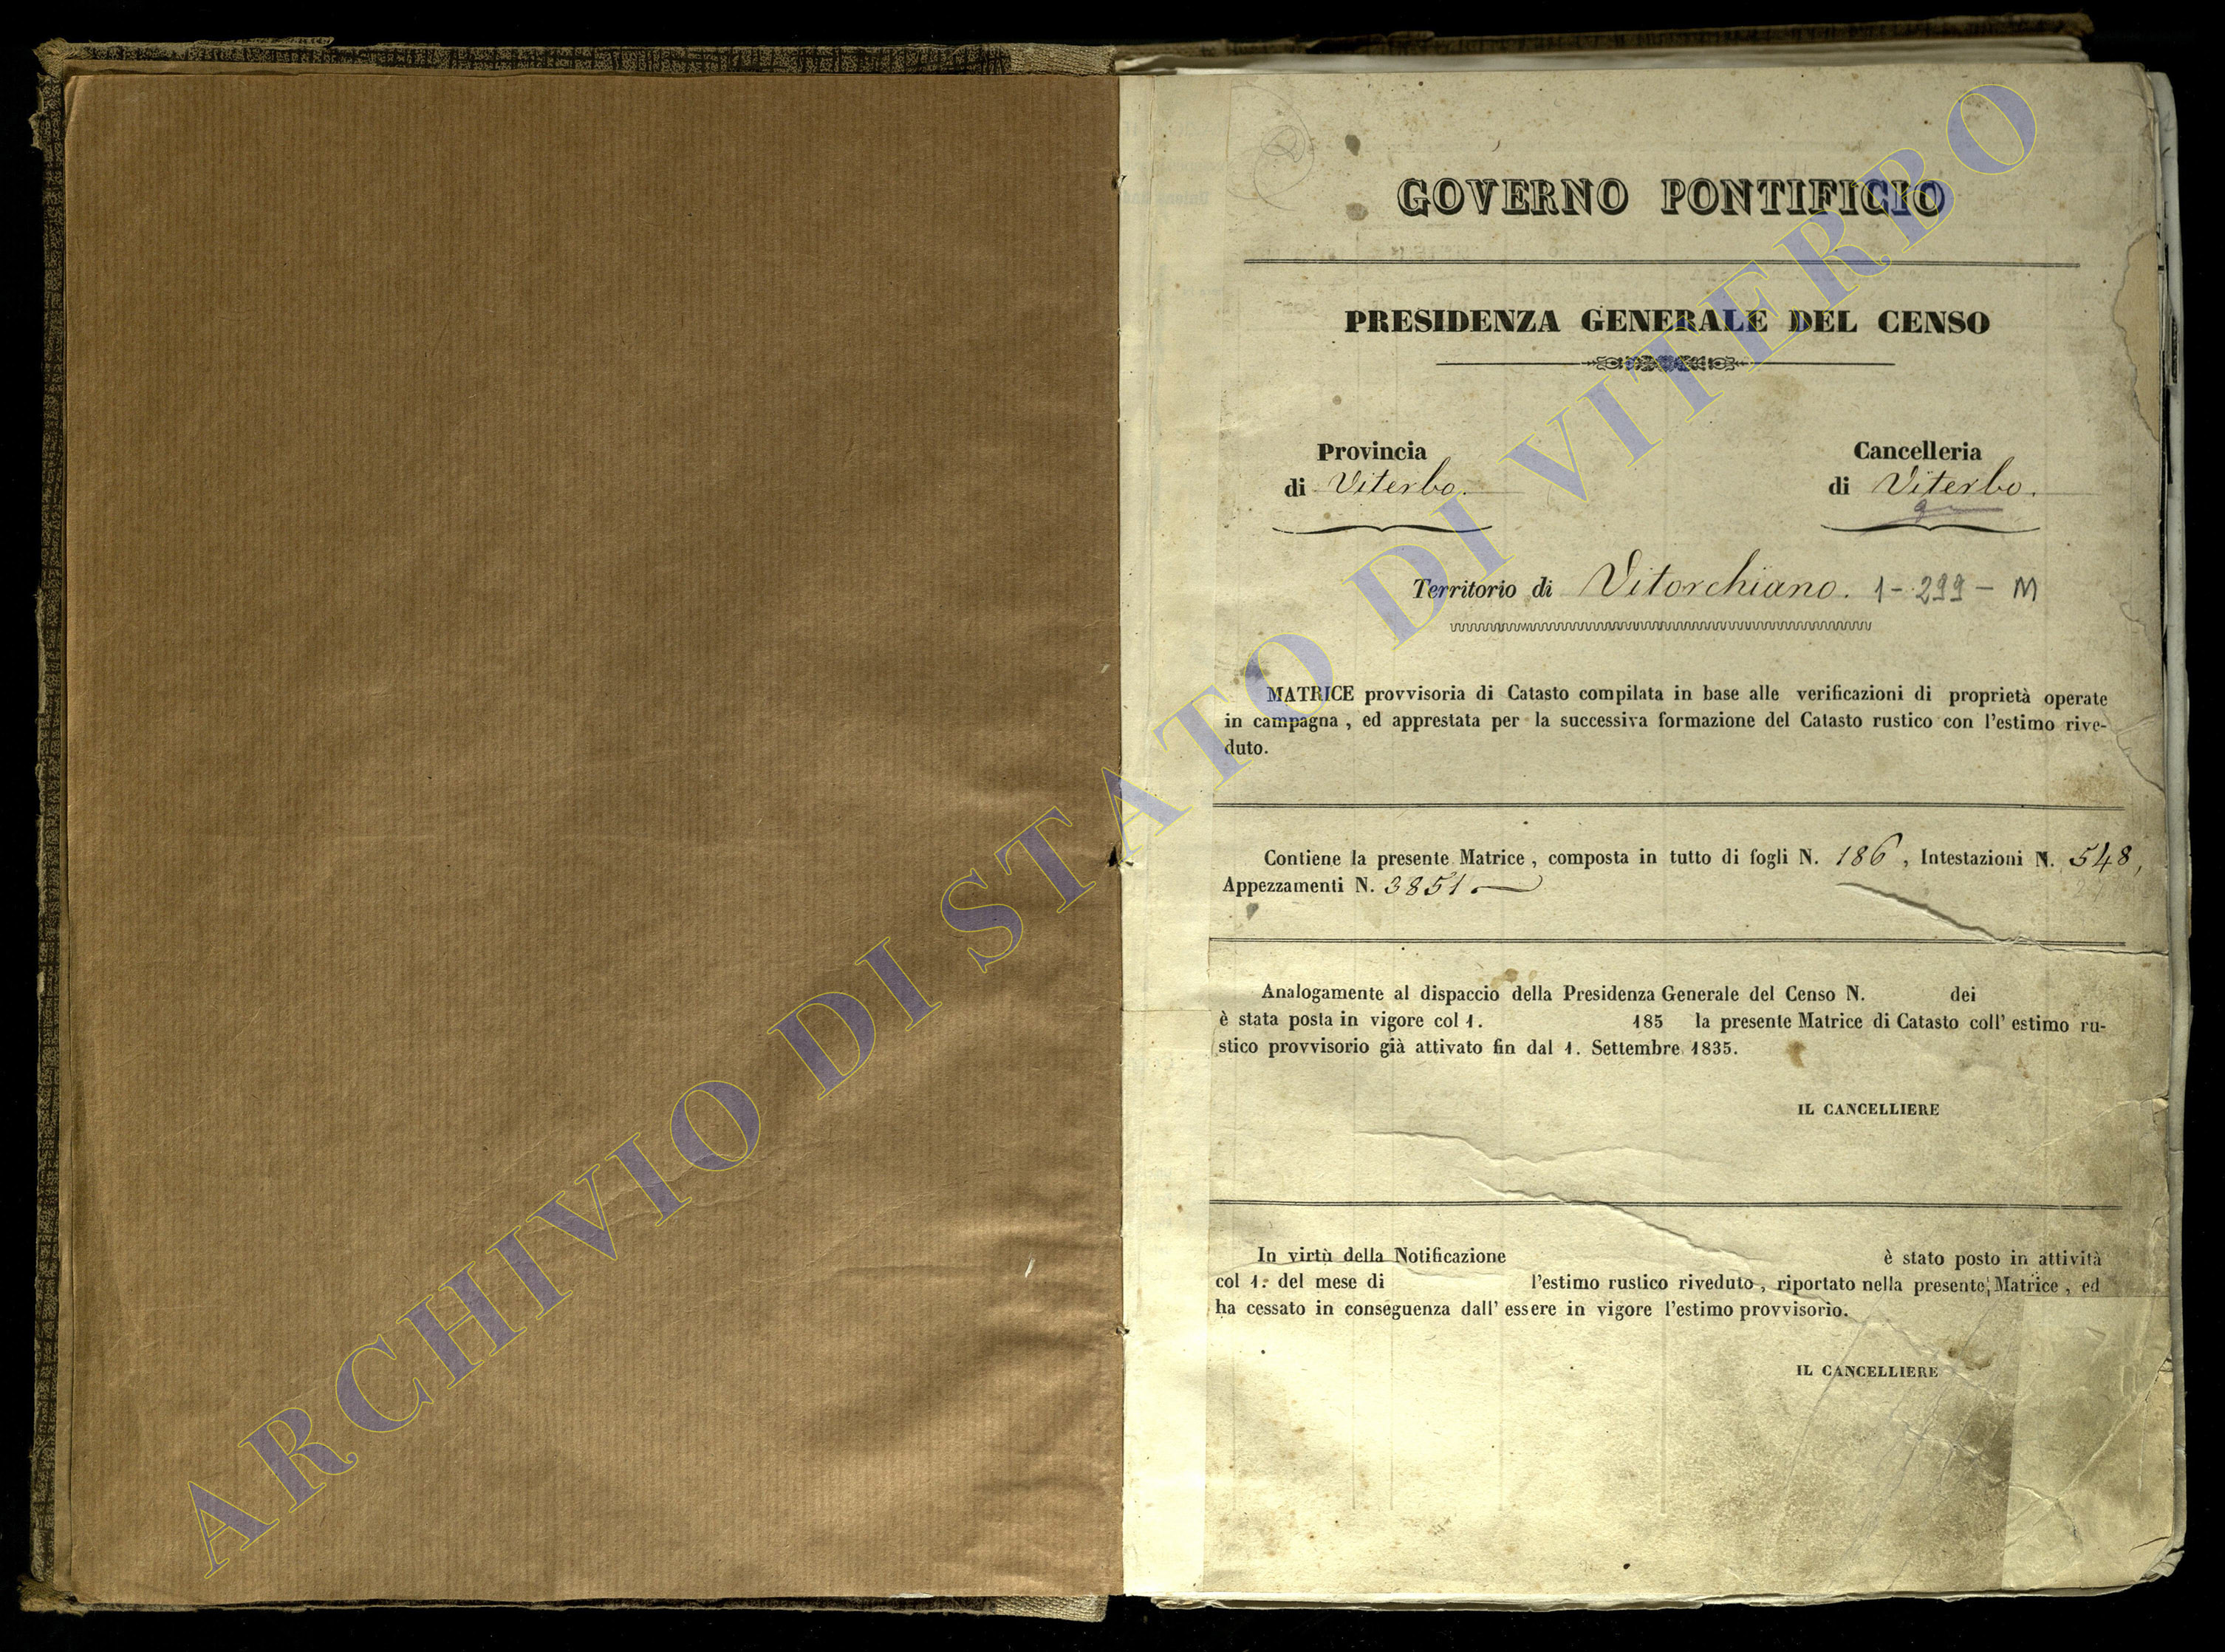 GOVERNO PONTIFICIO
PRESIDENZA GENERALE DEL CENSO
Provincia
di Viterbo.
Cancelleria
di Viterbo.
Territorio di Vitorchiano. 1-299-M
MATRICE provvisoria di Catasto compilata in base alle verificazioni di proprietà operate
in campagna, ed apprestata per la successiva formazione del Catasto rustico con l'estimo rive-
duto.
Contiene la presente Matrice, composta in tutto di fogli N. 186, Intestazioni N. 548,
Appezzamenti N. 3851.
Analogamente al dispaccio della Presidenza Generale del Censo N. dei
è stata posta in vigore col 1. 185 la presente Matrice di Catasto coll' estimo ru-
stico provvisorio già attivato fin dal 1. Settembre 1835.
IL CANCELLIERE
In virtù della Notificazione è stato posto in attività
col 1. del mese di l'estimo rustico riveduto, riportato nella presente Matrice, ed
ha cessato in conseguenza dall' essere in vigore l'estimo provvisorio.
IL CANCELLIERE
ARCHIVIO DI STATO DI VITERBO